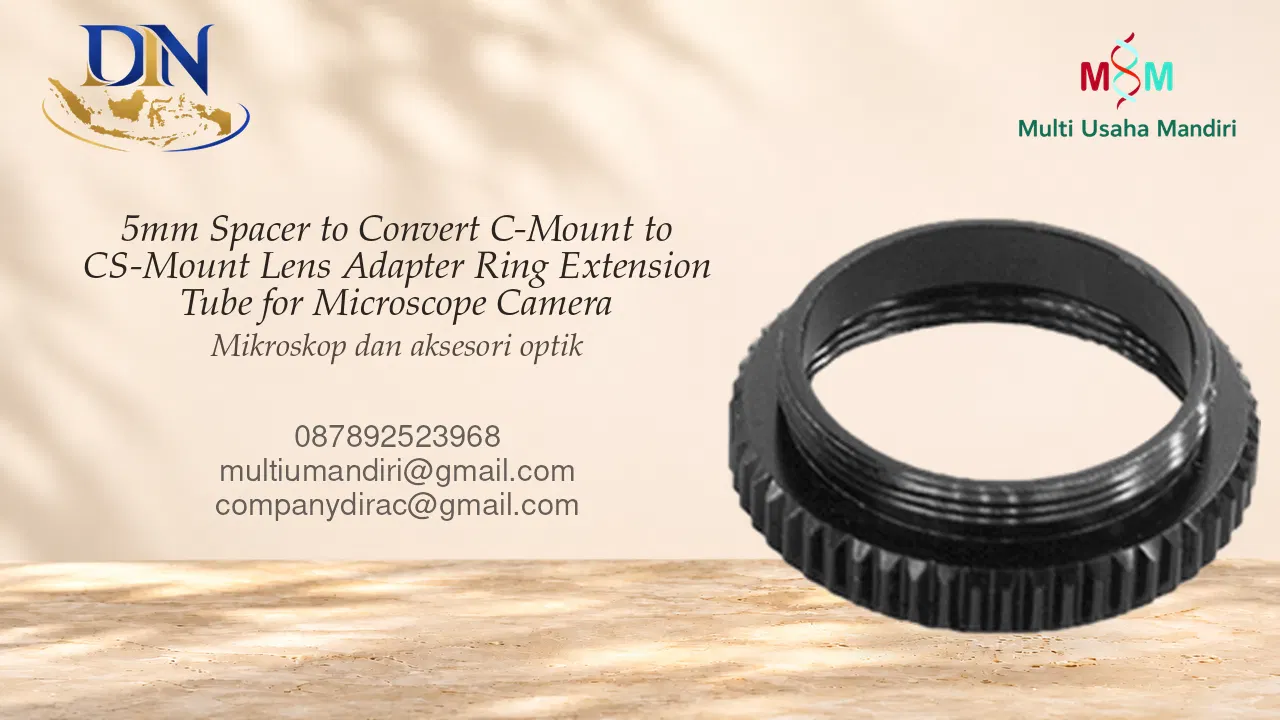 DIN
M M
Multi Usaha Mandiri
5mm Spacer to Convert C-Mount to
CS-Mount Lens Adapter Ring Extension
Tube for Microscope Camera
Mikroskop dan aksesori optik
087892523968
multiumandiri@gmail.com
companydirac@gmail.com